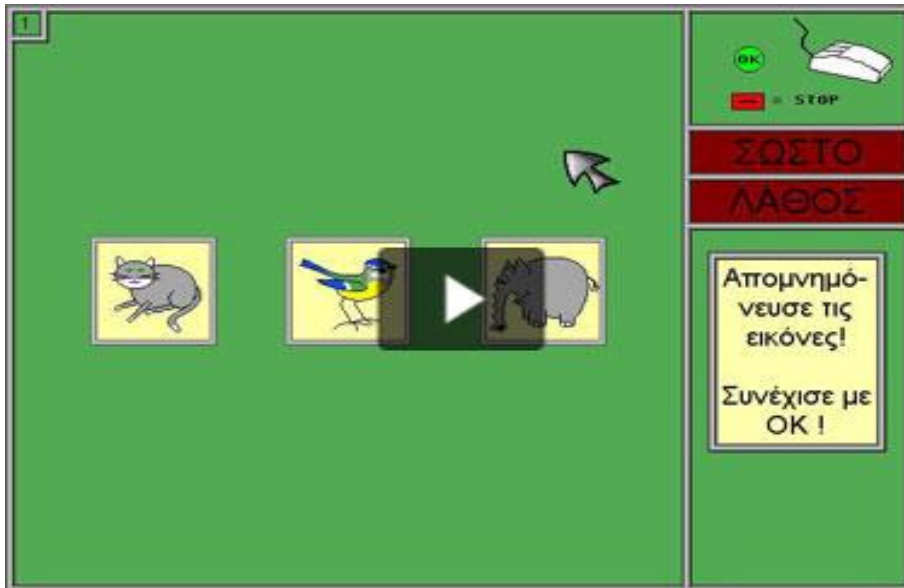 1
OK
= STOP
ΣΩΣΤΟ
ΛΑΘΟΣ
Απομνημό-
νευσε τις
εικόνες!
Συνέχισε με
OK !